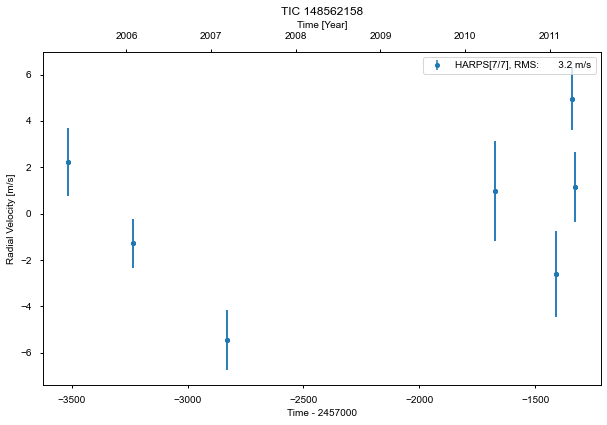 TIC 148562158
Time [Year]
2006 2007 2008 2009 2010 2011
HARPS[7/7], RMS: 3.2 m/s
6
4
2
0
−2
−4
−6
Radial Velocity [m/s]
−3500 −3000 −2500 −2000 −1500
Time - 2457000